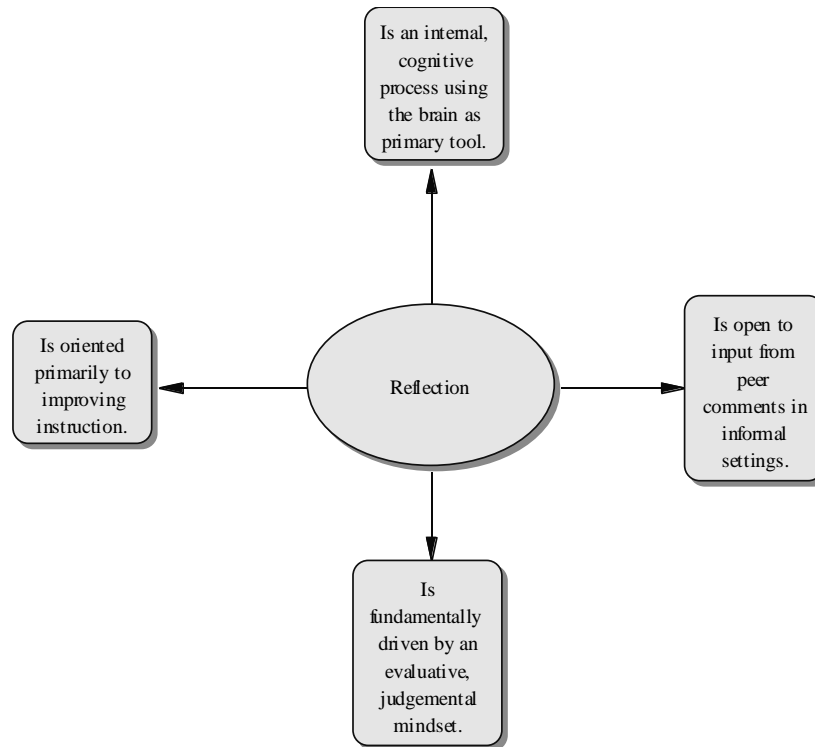 Is an internal,
cognitive
process using
the brain as
primary tool.
Is oriented
primarily to
improving
instruction.
Reflection
Is open to
input from
peer
comments in
informal
settings.
Is
fundamentally
driven by an
evaluative,
judgemental
mindset.